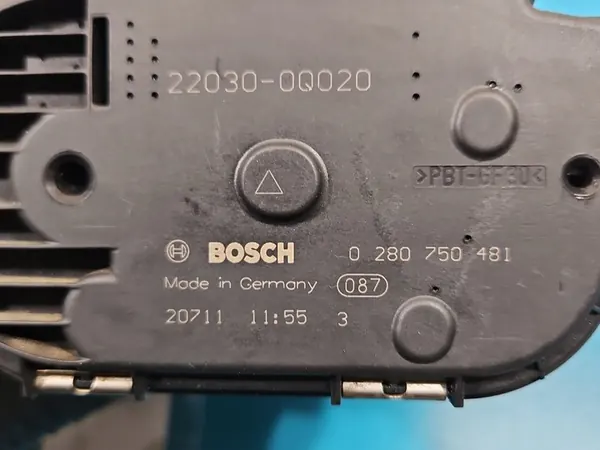 22030-0Q020
>PBT-GF30<
BOSCH 0 280 750 481
Made in Germany 087
20711 11:55 3